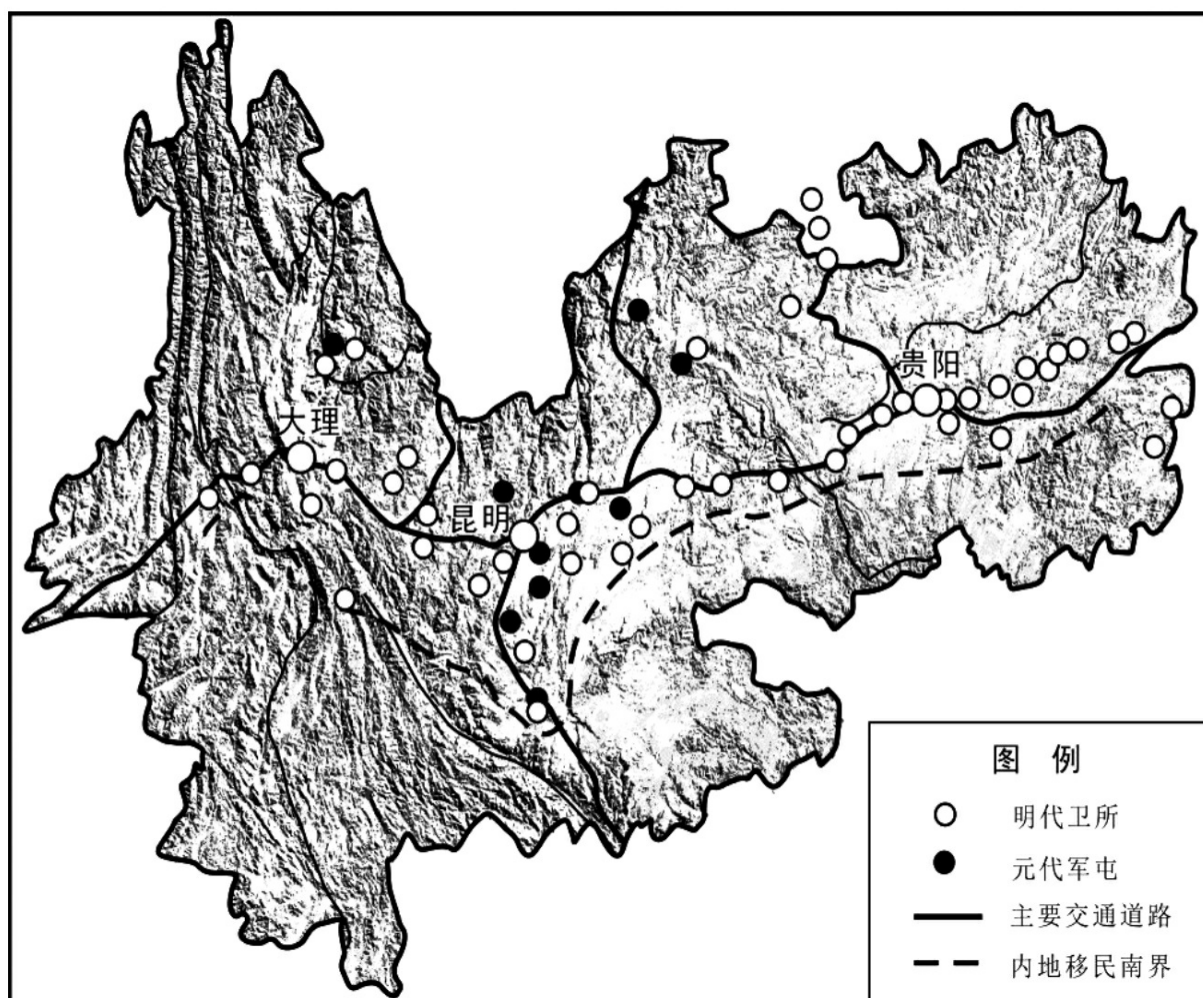 贵阳
大理
昆明
图例
明代卫所
元代军屯
主要交通道路
内地移民南界